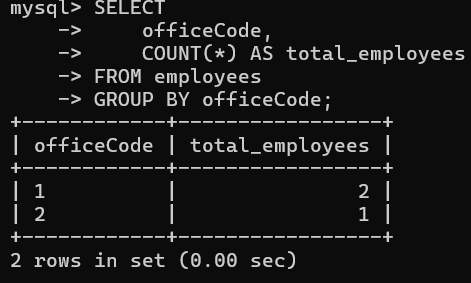 mysql> SELECT
    ->     officeCode,
    ->     COUNT(*) AS total_employees
    -> FROM employees
    -> GROUP BY officeCode;
+------------+-----------------+
| officeCode | total_employees |
+------------+-----------------+
| 1          |               2 |
| 2          |               1 |
+------------+-----------------+
2 rows in set (0.00 sec)